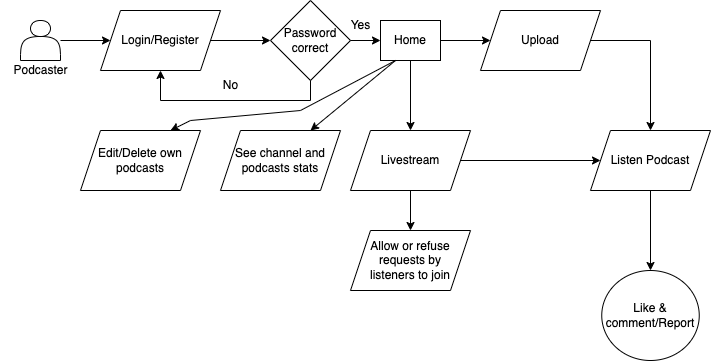 Podcaster
Login/Register
Password
correct
Yes
No
Home
Upload
Edit/Delete own
podcasts
See channel and
podcasts stats
Livestream
Listen Podcast
Allow or refuse
requests by
listeners to join
Like &
comment/Report